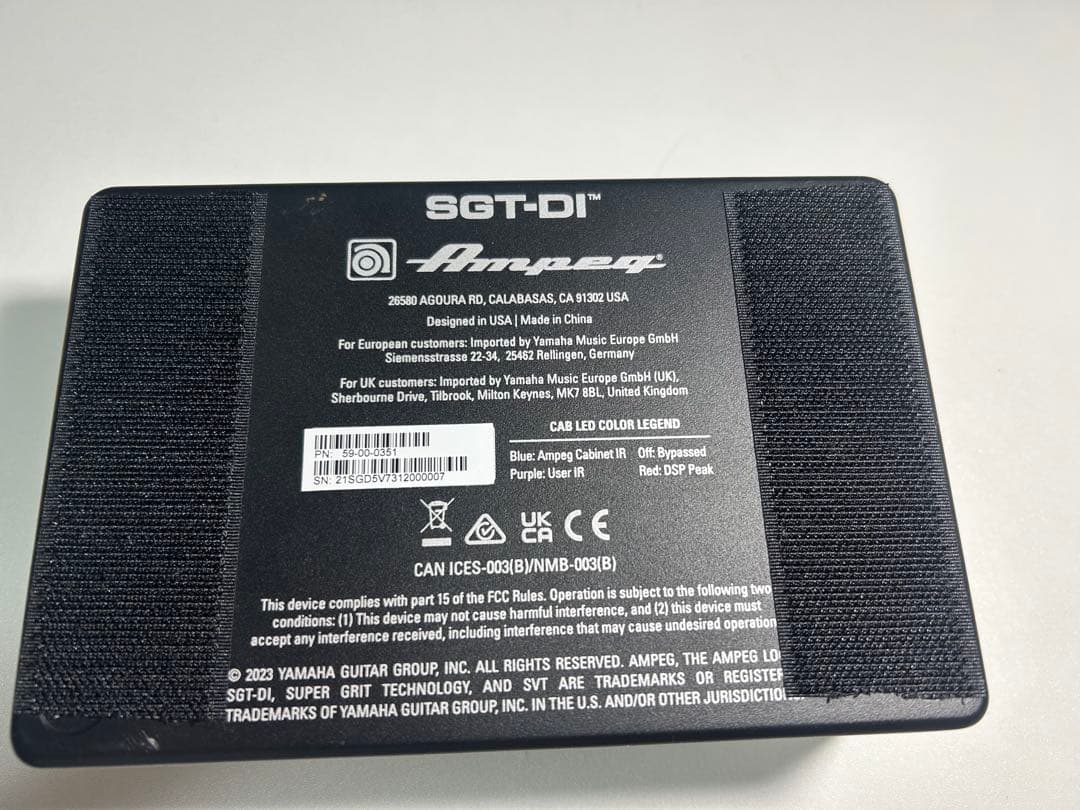 SGT-DI™
Ampeg®
26580 AGOURA RD, CALABASAS, CA 91302 USA
Designed in USA | Made in China
For European customers: Imported by Yamaha Music Europe GmbH
Siemensstrasse 22-34, 25462 Rellingen, Germany
For UK customers: Imported by Yamaha Music Europe GmbH (UK),
Sherbourne Drive, Tilbrook, Milton Keynes, MK7 8BL, United Kingdom
PN: 59-00-0351
SN: 21SGD5V7312000007
CAB LED COLOR LEGEND
Blue: Ampeg Cabinet IR Off: Bypassed
Purple: User IR Red: DSP Peak
UK CA CE
CAN ICES-003(B)/NMB-003(B)
This device complies with part 15 of the FCC Rules. Operation is subject to the following two
conditions: (1) This device may not cause harmful interference, and (2) this device must
accept any interference received, including interference that may cause undesired operation
© 2023 YAMAHA GUITAR GROUP, INC. ALL RIGHTS RESERVED. AMPEG, THE AMPEG LO
SGT-DI, SUPER GRIT TECHNOLOGY, AND SVT ARE TRADEMARKS OR REGISTER
TRADEMARKS OF YAMAHA GUITAR GROUP, INC. IN THE U.S. AND/OR OTHER JURISDICTIO